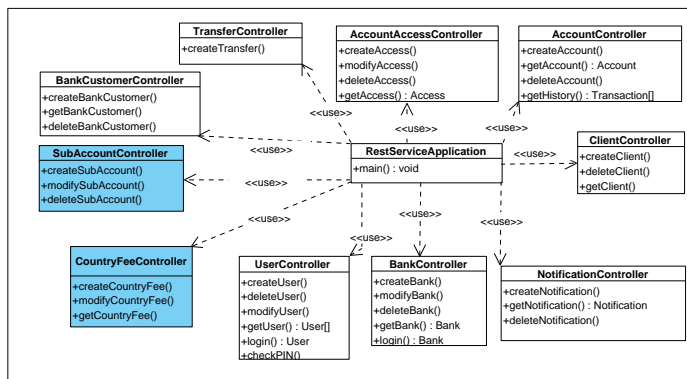 TransferController
+createTransfer()
AccountAccessController
+createAccess()
+modifyAccess()
+deleteAccess()
+getAccess() : Access
AccountController
+createAccount()
+getAccount() : Account
+deleteAccount()
+getHistory() : Transaction[]
BankCustomerController
+createBankCustomer()
+getBankCustomer()
+deleteBankCustomer()
<<use>>
<<use>>
<<use>>
<<use>>
RestServiceApplication
+main() : void
<<use>>
ClientController
+createClient()
+deleteClient()
+getClient()
SubAccountController
+createSubAccount()
+modifySubAccount()
+deleteSubAccount()
<<use>>
<<use>>
<<use>>
<<use>>
<<use>>
CountryFeeController
+createCountryFee()
+modifyCountryFee()
+getCountryFee()
UserController
+createUser()
+deleteUser()
+modifyUser()
+getUser() : User[]
+login() : User
+checkPIN()
BankController
+createBank()
+modifyBank()
+deleteBank()
+getBank() : Bank
+login() : Bank
NotificationController
+createNotification()
+getNotification() : Notification
+deleteNotification()